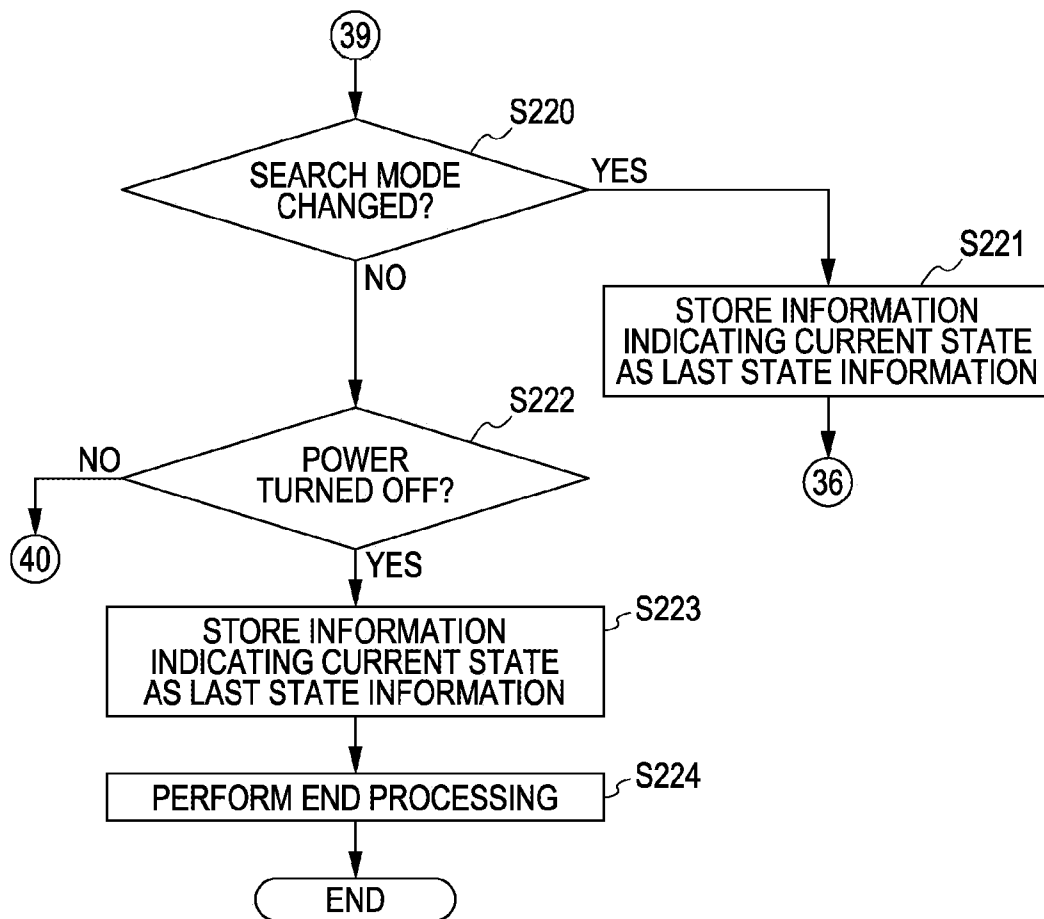 39
S220
SEARCH MODE
CHANGED?
YES
NO
S221
STORE INFORMATION
INDICATING CURRENT STATE
AS LAST STATE INFORMATION
36
S222
POWER
TURNED OFF?
NO
40
YES
S223
STORE INFORMATION
INDICATING CURRENT STATE
AS LAST STATE INFORMATION
S224
PERFORM END PROCESSING
END